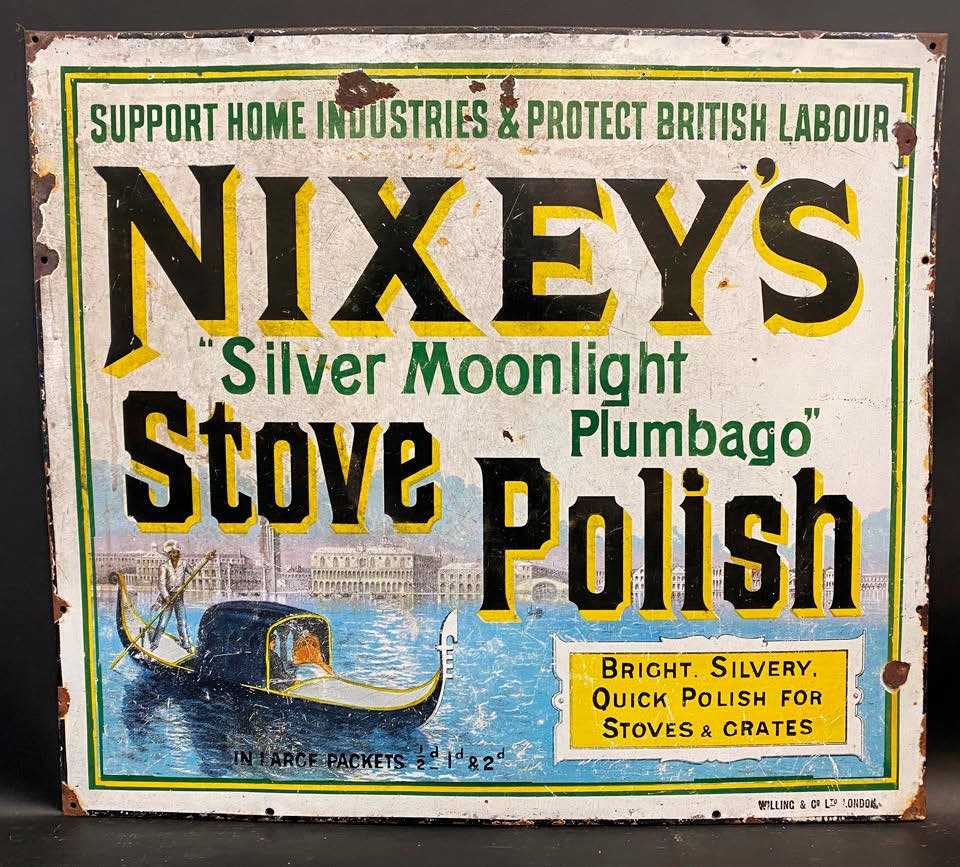 SUPPORT HOME INDUSTRIES & PROTECT BRITISH LABOUR
NIXEY'S
"Silver Moonlight
Plumbago"
Stove
Polish
BRIGHT. SILVERY,
QUICK POLISH FOR
STOVES & GRATES
IN LARGE PACKETS ½d 1d & 2d
WILLING & Co LTD LONDON